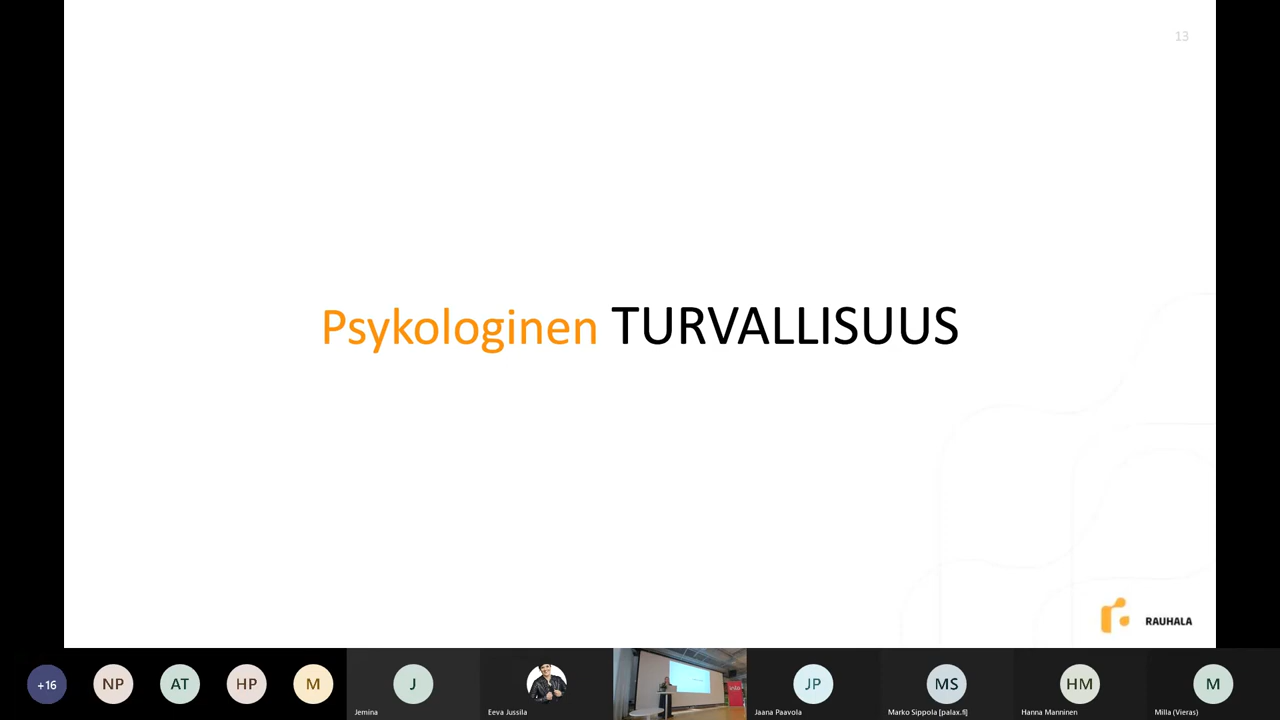 13
Psykologinen TURVALLISUUS
RAUHALA
+16
NP
AT
HP
M
J
JP
MS
HM
M
Jemina
Eeva Jussila
Jaana Paavola
Marko Sippola [palax.fi]
Hanna Manninen
Milla (Vieras)